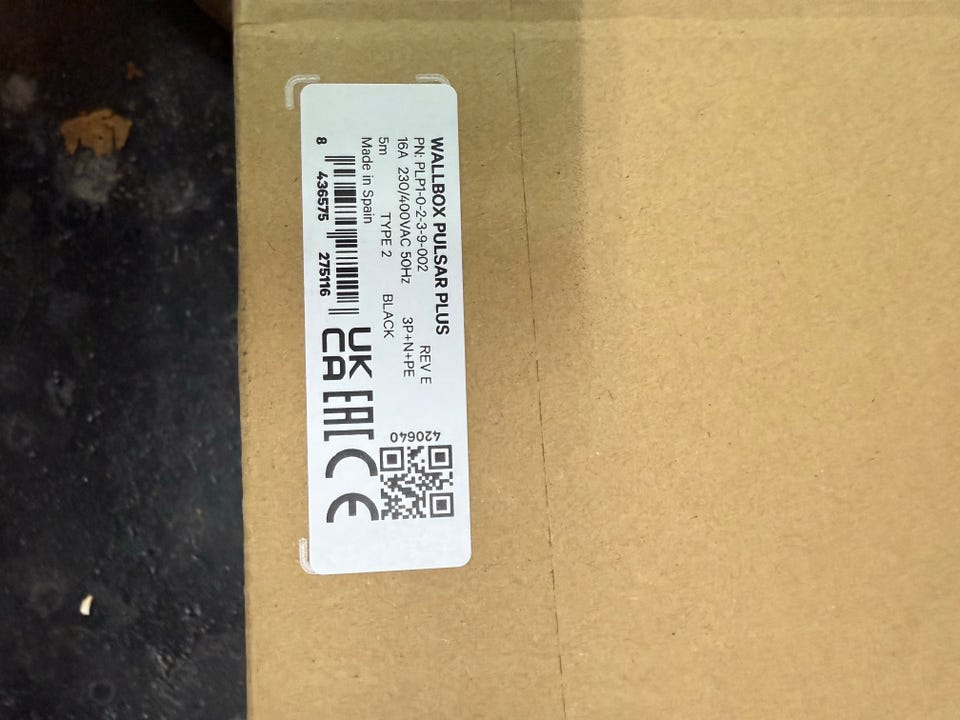 WALLBOX PULSAR PLUS
PN: PLP1-0-2-3-9-002 REV E
16A 230/400VAC 50Hz 3P+N+PE
5m TYPE 2 BLACK
Made in Spain
8 436575 275116
UK
CA
EAC
CE
420640